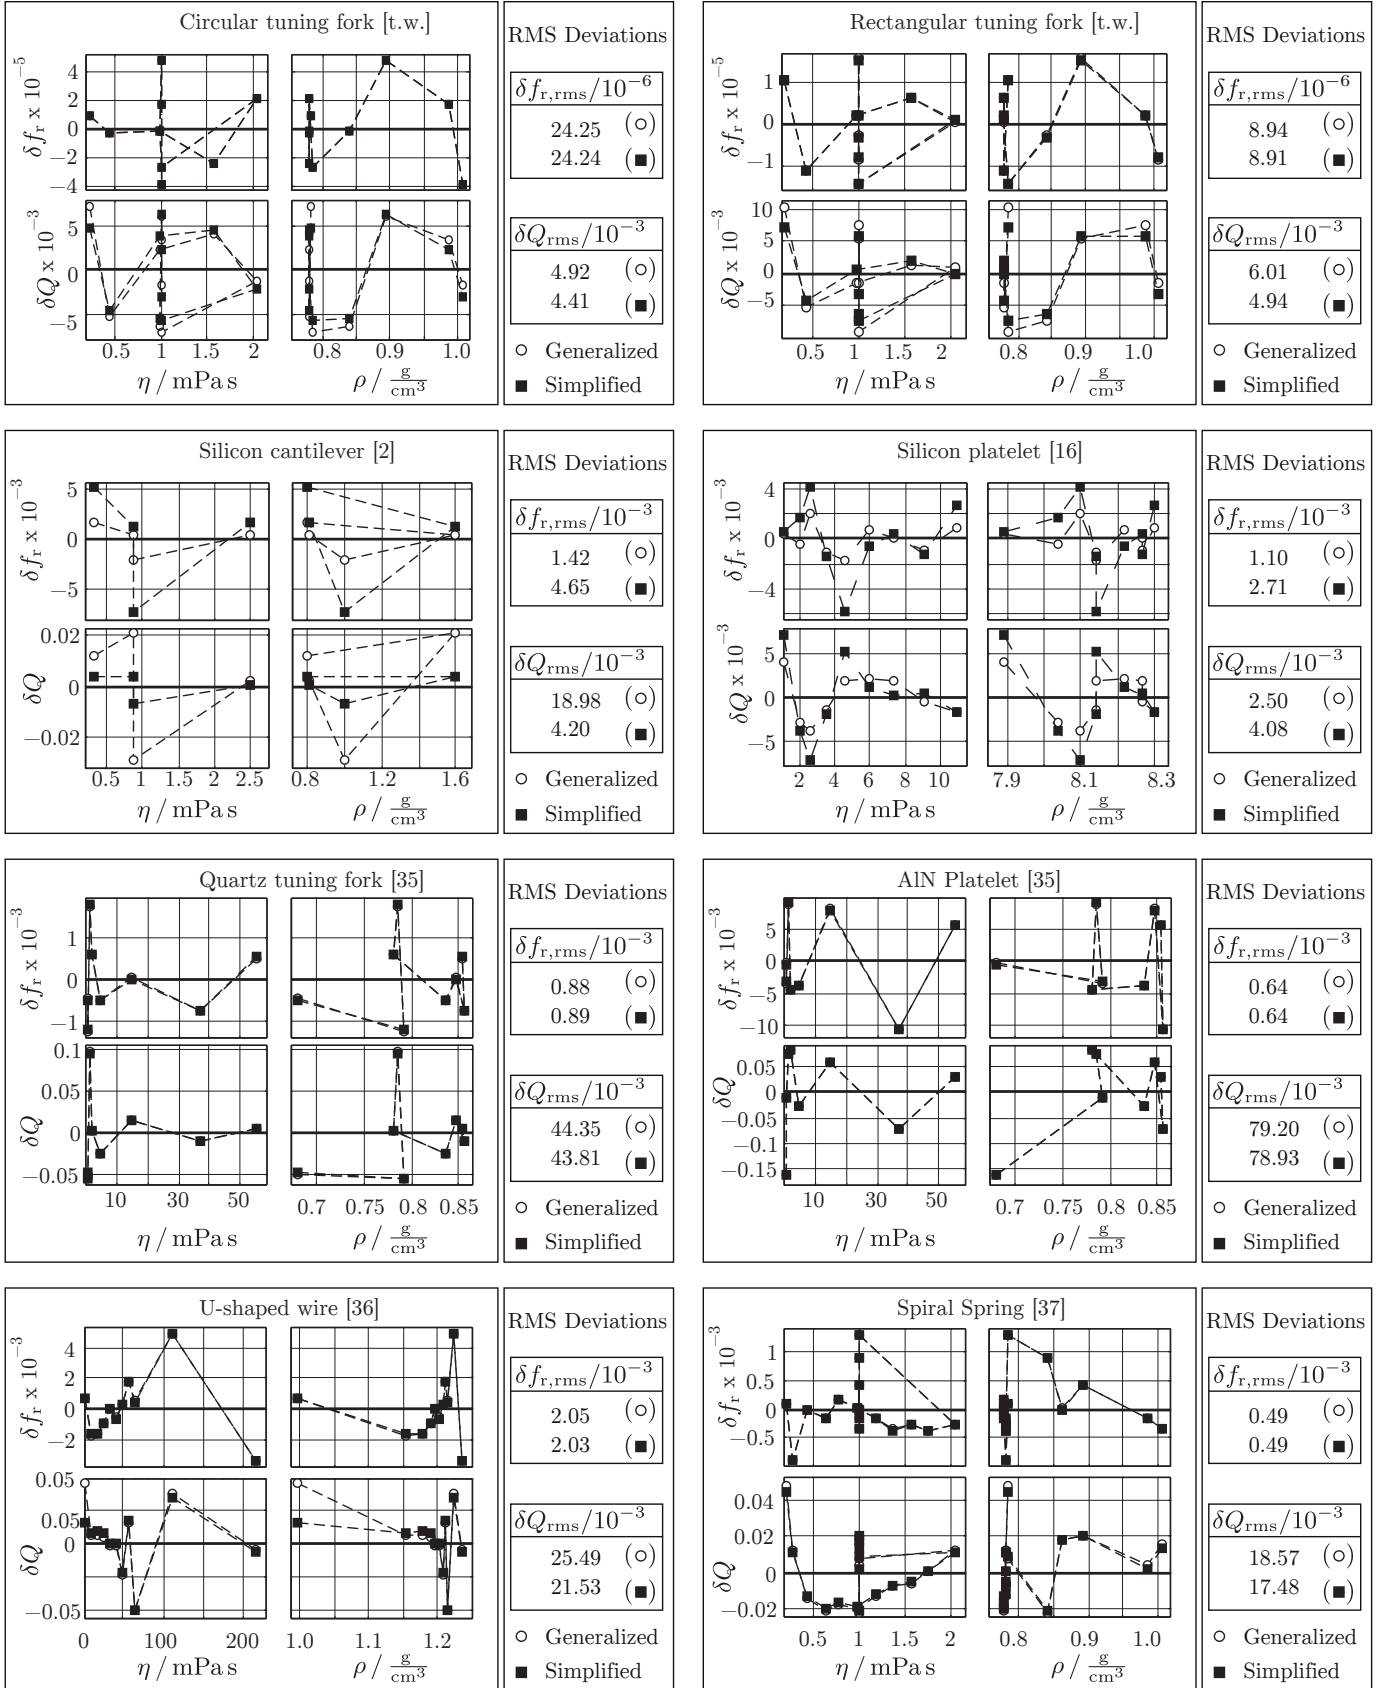 Circular tuning fork [t.w.]
δf_r x 10^−5
4
2
0
−2
−4
δQ x 10^−3
5
0
−5
0.5 1 1.5 2
0.8 0.9 1.0
η / mPa s
ρ / g/cm³
RMS Deviations
δf_r,rms/10^−6
24.25 (○)
24.24 (■)
δQ_rms/10^−3
4.92 (○)
4.41 (■)
○ Generalized
■ Simplified
Rectangular tuning fork [t.w.]
δf_r x 10^−5
1
0
−1
δQ x 10^−3
10
5
0
−5
0.5 1 1.5 2
0.8 0.9 1.0
η / mPa s
ρ / g/cm³
RMS Deviations
δf_r,rms/10^−6
8.94 (○)
8.91 (■)
δQ_rms/10^−3
6.01 (○)
4.94 (■)
○ Generalized
■ Simplified
Silicon cantilever [2]
δf_r x 10^−3
5
0
−5
δQ
0.02
0
−0.02
0.5 1 1.5 2 2.5
0.8 1.2 1.6
η / mPa s
ρ / g/cm³
RMS Deviations
δf_r,rms/10^−3
1.42 (○)
4.65 (■)
δQ_rms/10^−3
18.98 (○)
4.20 (■)
○ Generalized
■ Simplified
Silicon platelet [16]
δf_r x 10^−3
4
0
−4
δQ x 10^−3
5
0
−5
2 4 6 8 10
7.9 8.1 8.3
η / mPa s
ρ / g/cm³
RMS Deviations
δf_r,rms/10^−3
1.10 (○)
2.71 (■)
δQ_rms/10^−3
2.50 (○)
4.08 (■)
○ Generalized
■ Simplified
Quartz tuning fork [35]
δf_r x 10^−3
1
0
−1
δQ
0.1
0.05
0
−0.05
10 30 50
0.7 0.75 0.8 0.85
η / mPa s
ρ / g/cm³
RMS Deviations
δf_r,rms/10^−3
0.88 (○)
0.89 (■)
δQ_rms/10^−3
44.35 (○)
43.81 (■)
○ Generalized
■ Simplified
AlN Platelet [35]
δf_r x 10^−3
5
0
−5
−10
δQ
0.05
0
−0.05
−0.1
−0.15
10 30 50
0.7 0.75 0.8 0.85
η / mPa s
ρ / g/cm³
RMS Deviations
δf_r,rms/10^−3
0.64 (○)
0.64 (■)
δQ_rms/10^−3
79.20 (○)
78.93 (■)
○ Generalized
■ Simplified
U-shaped wire [36]
δf_r x 10^−3
4
2
0
−2
δQ
0.05
0.05
0
−0.05
0 100 200
1.0 1.1 1.2
η / mPa s
ρ / g/cm³
RMS Deviations
δf_r,rms/10^−3
2.05 (○)
2.03 (■)
δQ_rms/10^−3
25.49 (○)
21.53 (■)
○ Generalized
■ Simplified
Spiral Spring [37]
δf_r x 10^−3
1
0.5
0
−0.5
δQ
0.04
0.02
0
−0.02
0.5 1 1.5 2
0.8 0.9 1.0
η / mPa s
ρ / g/cm³
RMS Deviations
δf_r,rms/10^−3
0.49 (○)
0.49 (■)
δQ_rms/10^−3
18.57 (○)
17.48 (■)
○ Generalized
■ Simplified